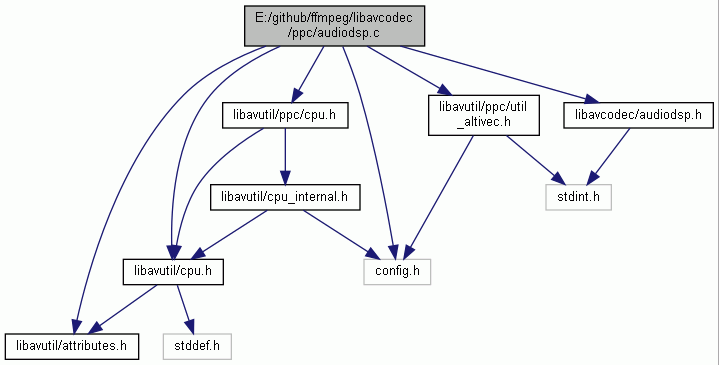 E:/github/ffmpeg/libavcodec
/ppc/audiodsp.c
libavutil/ppc/cpu.h
libavutil/ppc/util
_altivec.h
libavcodec/audiodsp.h
libavutil/cpu_internal.h
stdint.h
libavutil/cpu.h
config.h
libavutil/attributes.h
stddef.h